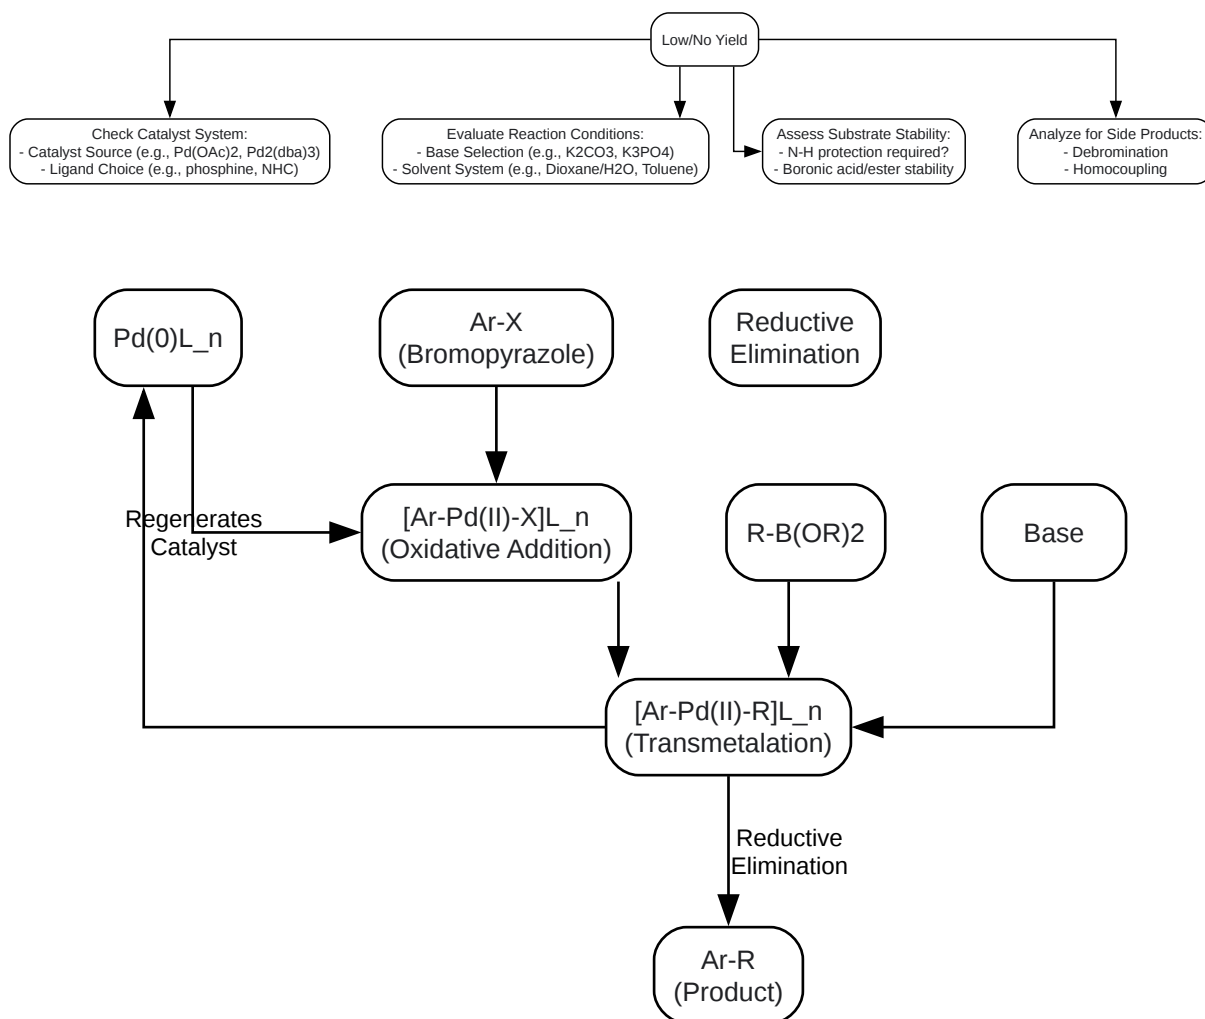 Low/No Yield
Check Catalyst System:
- Catalyst Source (e.g., Pd(OAc)2, Pd2(dba)3)
- Ligand Choice (e.g., phosphine, NHC)
Evaluate Reaction Conditions:
- Base Selection (e.g., K2CO3, K3PO4)
- Solvent System (e.g., Dioxane/H2O, Toluene)
Assess Substrate Stability:
- N-H protection required?
- Boronic acid/ester stability
Analyze for Side Products:
- Debromination
- Homocoupling
Pd(0)L_n
Ar-X
(Bromopyrazole)
Reductive
Elimination
Regenerates
Catalyst
[Ar-Pd(II)-X]L_n
(Oxidative Addition)
R-B(OR)2
Base
[Ar-Pd(II)-R]L_n
(Transmetalation)
Reductive
Elimination
Ar-R
(Product)